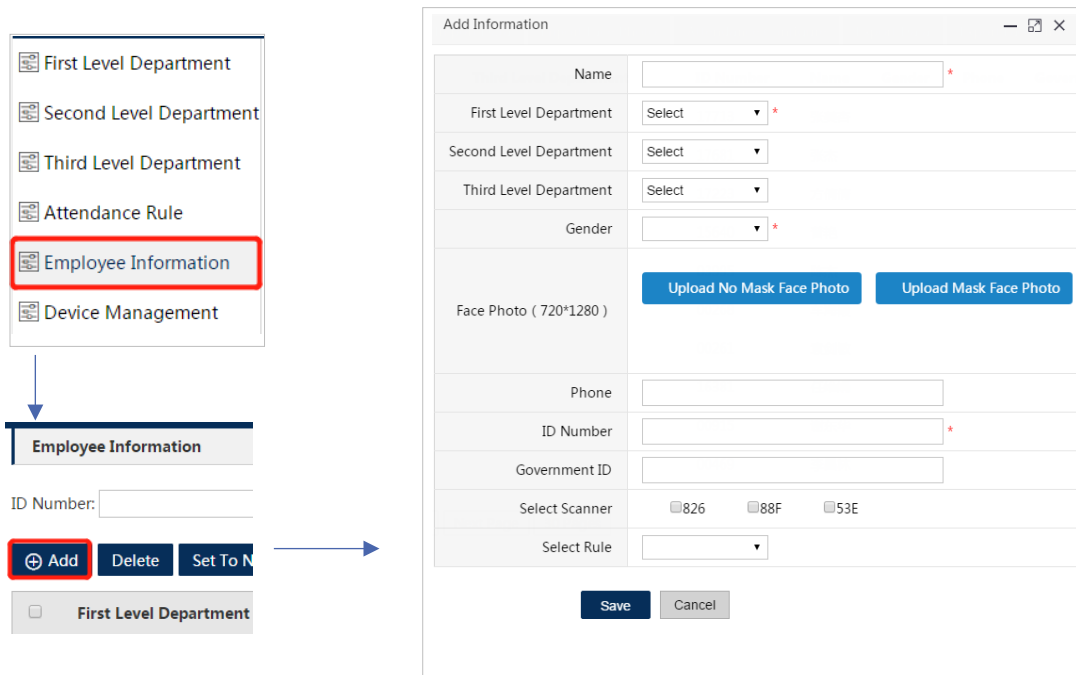 First Level Department
Second Level Department
Third Level Department
Attendance Rule
Employee Information
Device Management
Employee Information
ID Number:
Add Delete Set To N
First Level Department
Add Information
Name *
First Level Department Select *
Second Level Department Select
Third Level Department Select
Gender *
Face Photo ( 720*1280 ) Upload No Mask Face Photo Upload Mask Face Photo
Phone
ID Number *
Government ID
Select Scanner 826 88F 53E
Select Rule
Save Cancel